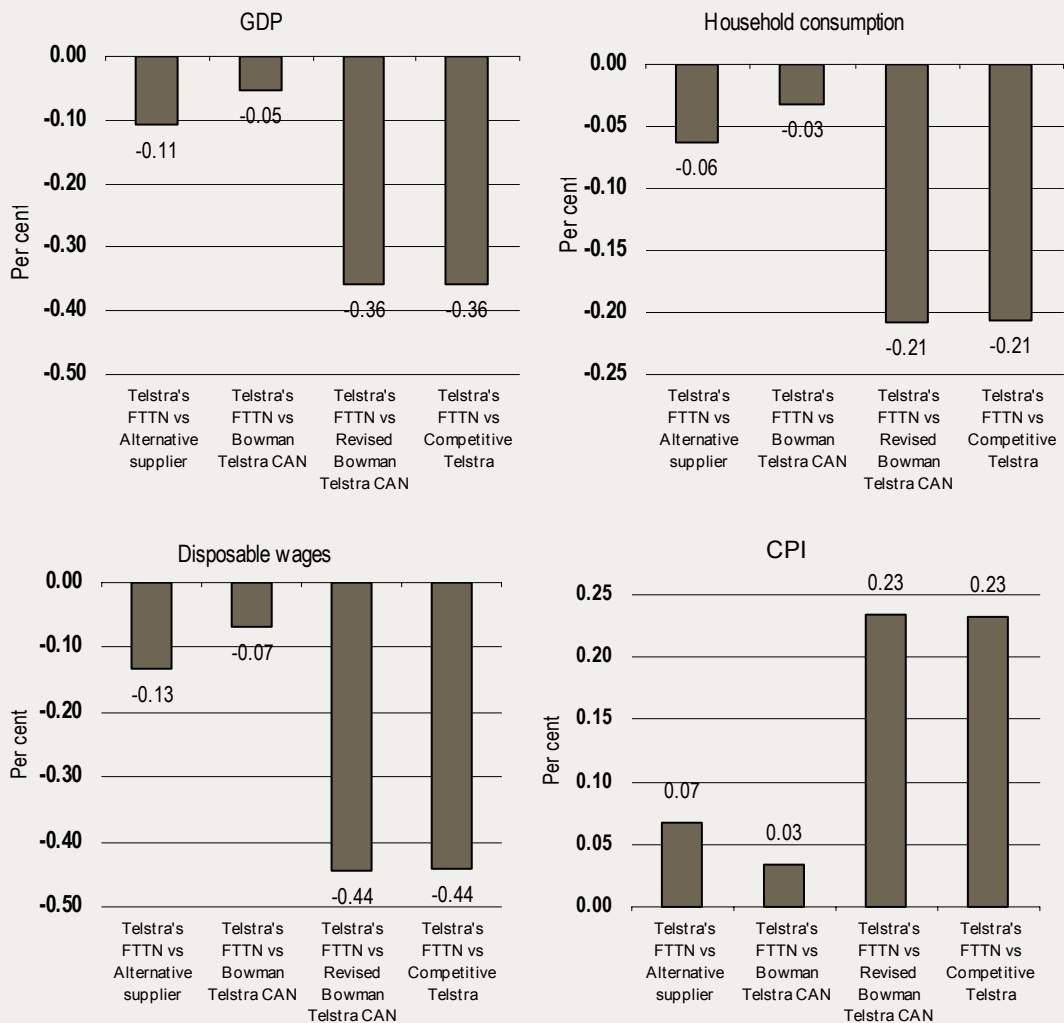 GDP
0.00
-0.10
-0.20
-0.30
-0.40
-0.50
Per cent
-0.11
-0.05
-0.36
-0.36
Telstra's
FTTN vs
Alternative
supplier
Telstra's
FTTN vs
Bowman
Telstra CAN
Telstra's
FTTN vs
Revised
Bowman
Telstra CAN
Telstra's
FTTN vs
Competitive
Telstra
Household consumption
0.00
-0.05
-0.10
-0.15
-0.20
-0.25
Per cent
-0.06
-0.03
-0.21
-0.21
Telstra's
FTTN vs
Alternative
supplier
Telstra's
FTTN vs
Bowman
Telstra CAN
Telstra's
FTTN vs
Revised
Bowman
Telstra CAN
Telstra's
FTTN vs
Competitive
Telstra
Disposable wages
0.00
-0.10
-0.20
-0.30
-0.40
-0.50
Per cent
-0.13
-0.07
-0.44
-0.44
Telstra's
FTTN vs
Alternative
supplier
Telstra's
FTTN vs
Bowman
Telstra CAN
Telstra's
FTTN vs
Revised
Bowman
Telstra CAN
Telstra's
FTTN vs
Competitive
Telstra
CPI
0.25
0.20
0.15
0.10
0.05
0.00
Per cent
0.07
0.03
0.23
0.23
Telstra's
FTTN vs
Alternative
supplier
Telstra's
FTTN vs
Bowman
Telstra CAN
Telstra's
FTTN vs
Revised
Bowman
Telstra CAN
Telstra's
FTTN vs
Competitive
Telstra